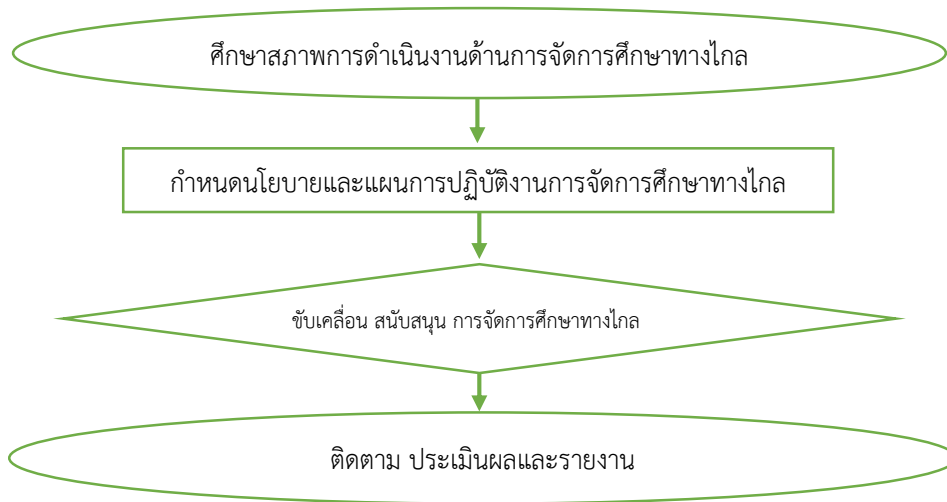 ศึกษาสภาพการดำเนินงานด้านการจัดการศึกษาทางไกล
กำหนดนโยบายและแผนการปฏิบัติงานการจัดการศึกษาทางไกล
ขับเคลื่อน สนับสนุน การจัดการศึกษาทางไกล
ติดตาม ประเมินผลและรายงาน